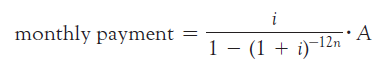 monthly payment = i / (1 − (1 + i)^−12n) · A